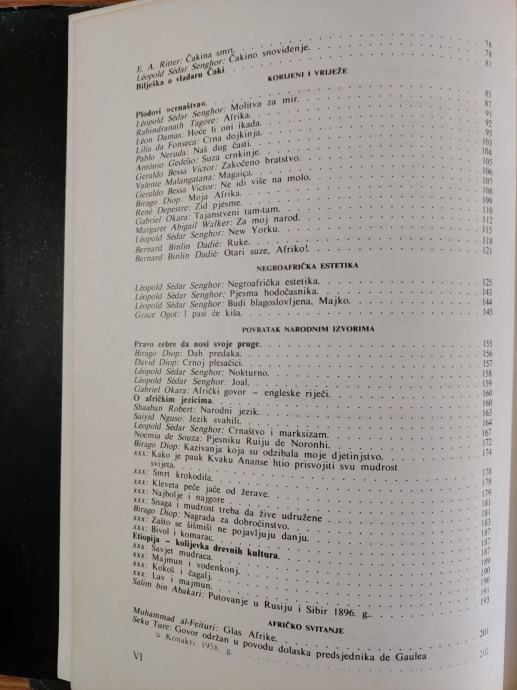 E. A. Ritter: Čakina smrt. 78
Léopold Sédar Senghor: Čakino snoviđenje. 78
Bilješka o vladaru Čaki. 81
KORIJENI I VRIJEŽE
Plodovi »crnaštva«. 85
Léopold Sédar Senghor: Molitva za mir. 87
Rabindranath Tagore: Afrika. 91
Léon Damas: Hoće li oni ikada. 92
Lília da Fonseca: Crna dojkinja. 93
Pablo Neruda: Naš dug časti. 103
António Gedeão: Suza crnkinje. 104
Geraldo Bessa Victor: Zakočeno bratstvo. 105
Valente Malangatana: Magaiça. 106
Geraldo Bessa Victor: Ne idi više na molo. 107
Birago Diop: Moja Afrika. 108
René Depestre: Zid pjesme. 109
Gabriel Okara: Tajanstveni tam-tam. 110
Margaret Abigail Walker: Za moj narod. 112
Léopold Sédar Senghor: New Yorku. 115
Bernard Binlin Dadié: Ruke. 118
Bernard Binlin Dadié: Otari suze, Afriko!. 121
NEGROAFRIČKA ESTETIKA
Léopold Sédar Senghor: Negroafrička estetika. 125
Léopold Sédar Senghor: Pjesma hodočasnika. 143
Léopold Sédar Senghor: Budi blagoslovljena, Majko. 144
Grace Ogot: I past će kiša. 145
POVRATAK NARODNIM IZVORIMA
Pravo zebre da nosi svoje pruge. 155
Birago Diop: Dah predaka. 156
David Diop: Crnoj plesačici. 157
Léopold Sédar Senghor: Nokturno. 158
Léopold Sédar Senghor: Joal. 159
Gabriel Okara: Afrički govor – engleske riječi. 160
O afričkim jezicima. 160
Shaaban Robert: Narodni jezik. 163
Saiyid Nguso: Jezik svahili. 164
Léopold Sédar Senghor: Crnaštvo i marksizam. 167
Noemia de Souza: Pjesniku Ruiju de Noronhi. 172
Birago Diop: Kazivanja koja su odzibala moje djetinjstvo. 174
xxx: Kako je pauk Kvaku Ananse htio prisvojiti svu mudrost
svijeta. 178
xxx: Smrt krokodila. 178
xxx: Kleveta peče jače od žerave. 179
xxx: Najbolje i najgore 181
xxx: Snaga i mudrost treba da žive udružene 181
Birago Diop: Nagrada za dobročinstvo. 183
xxx: Zašto se šišmiši ne pojavljuju danju. 187
xxx: Bivol i komarac. 187
Etiopija – kolijevka drevnih kultura. 187
xxx: Savjet mudraca. 189
xxx: Majmun i vodenkonj. 190
xxx: Kokoš i čagalj. 190
xxx: Lav i majmun. 191
Salim bin Abakari: Putovanje u Rusiju i Sibir 1896. g.. 193
AFRIČKO SVITANJE
Muhammad al-Feituri: Glas Afrike. 201
Seku Ture: Govor održan u povodu dolaska predsjednika de Gaulea
u Konakri 1958. g. 202
VI